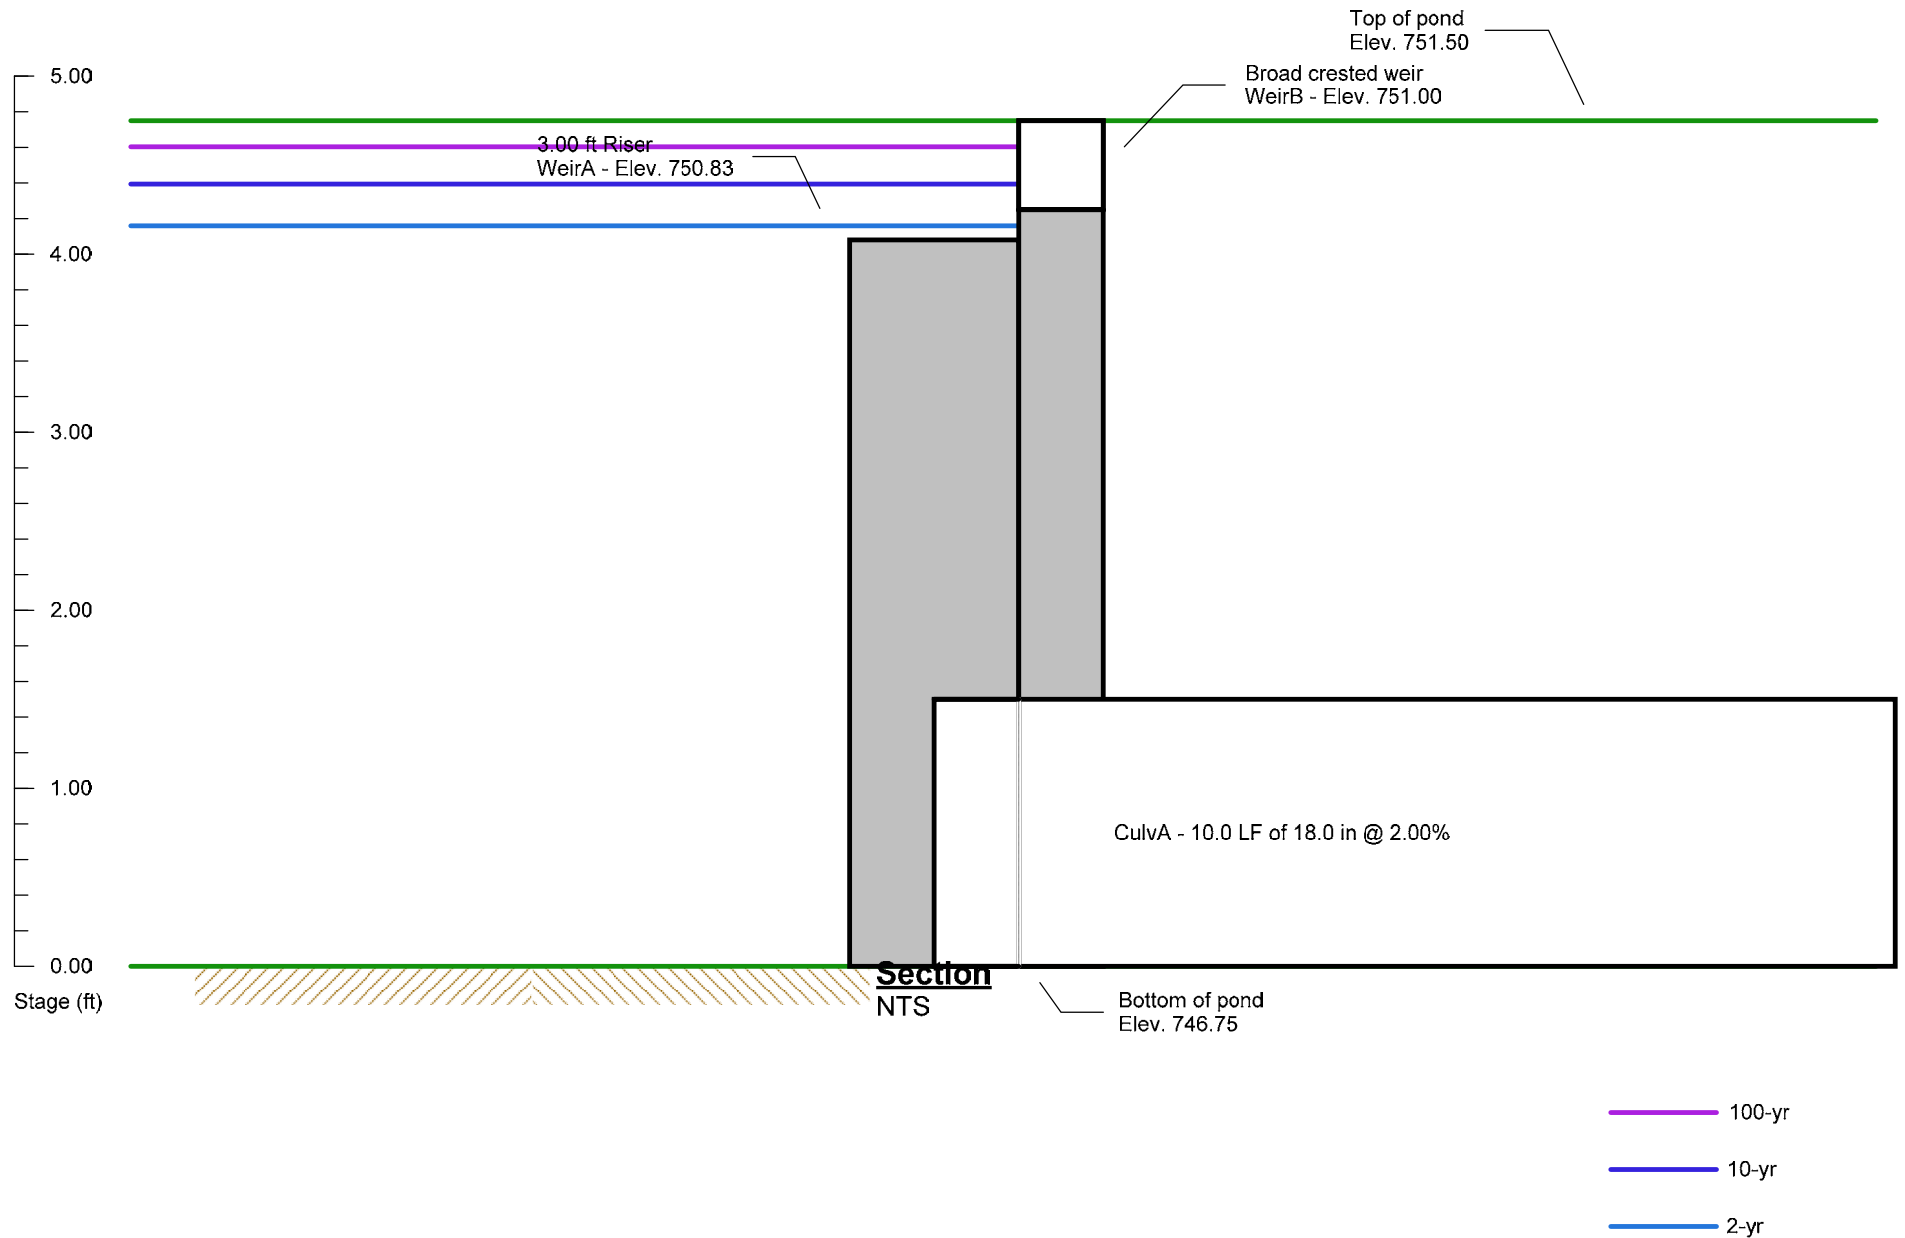 Top of pond
Elev. 751.50
Broad crested weir
WeirB - Elev. 751.00
5.00
3.00 ft Riser
WeirA - Elev. 750.83
4.00
3.00
2.00
1.00
CulvA - 10.0 LF of 18.0 in @ 2.00%
0.00
Stage (ft)
Section
NTS
Bottom of pond
Elev. 746.75
100-yr
10-yr
2-yr